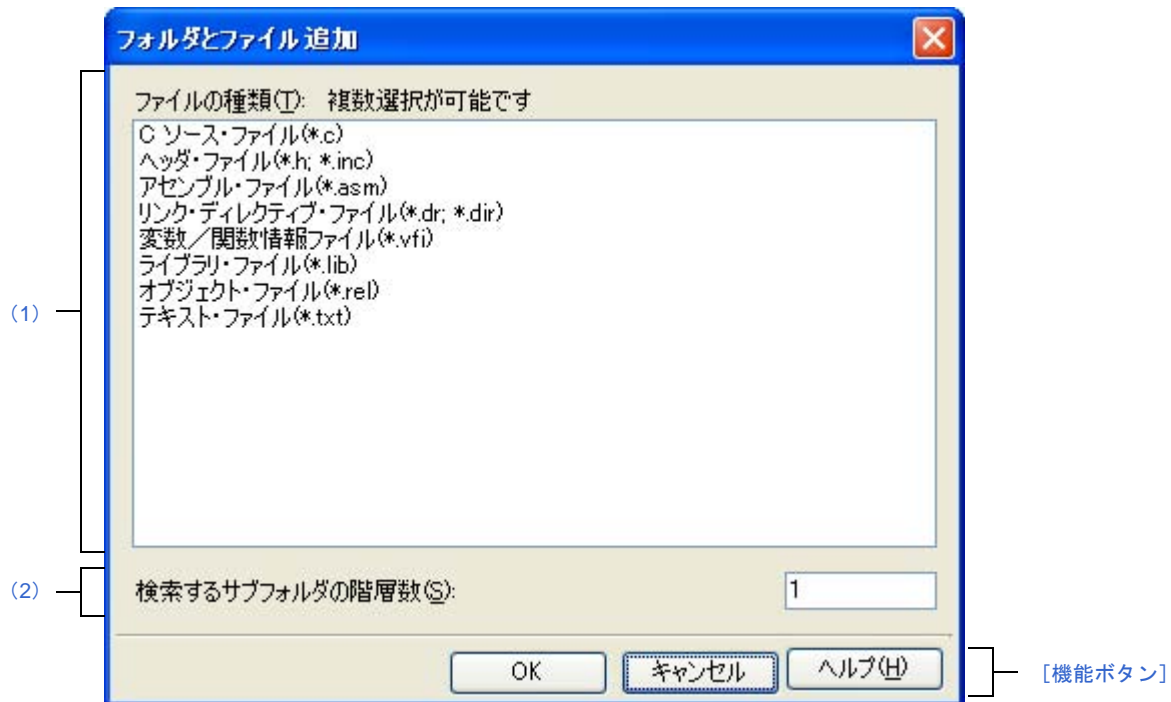 フォルダとファイル追加
ファイルの種類(T): 複数選択が可能です
C ソース・ファイル(*.c)
ヘッダ・ファイル(*.h; *.inc)
アセンブル・ファイル(*.asm)
リンク・ディレクティブ・ファイル(*.dr; *.dir)
変数／関数情報ファイル(*.vfi)
ライブラリ・ファイル(*.lib)
オブジェクト・ファイル(*.rel)
テキスト・ファイル(*.txt)
(1)
(2)
検索するサブフォルダの階層数(S):
1
OK
キャンセル
ヘルプ(H)
[機能ボタン]